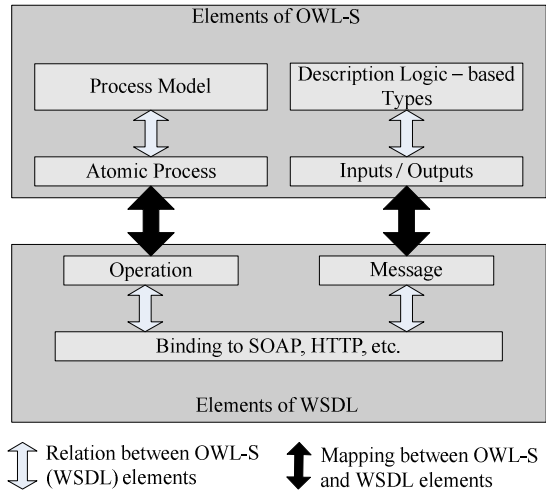 Elements of OWL-S
Process Model
Description Logic – based
Types
Atomic Process
Inputs / Outputs
Operation
Message
Binding to SOAP, HTTP, etc.
Elements of WSDL
Relation between OWL-S
(WSDL) elements
Mapping between OWL-S
and WSDL elements